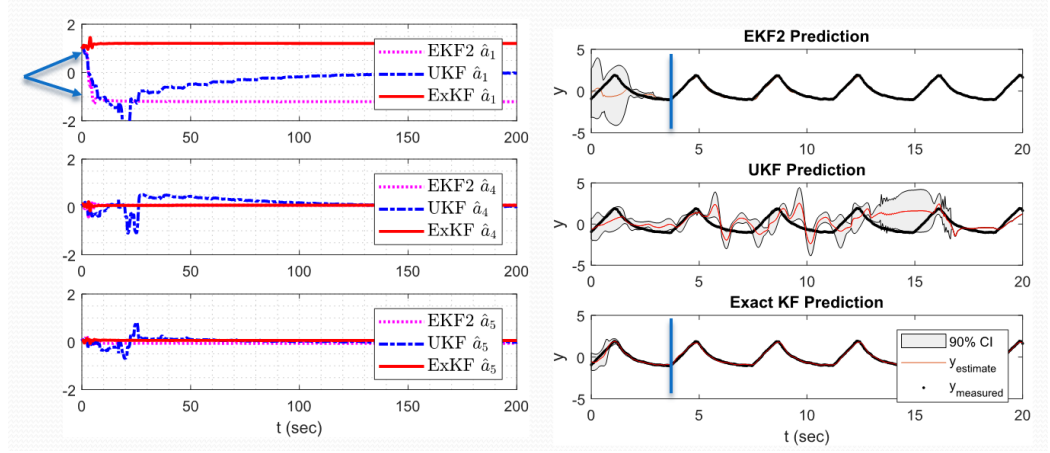 2
0
-2
0
50
100
150
200
EKF2 â₁
UKF â₁
ExKF â₁
2
0
-2
0
50
100
150
200
EKF2 â₄
UKF â₄
ExKF â₄
2
0
-2
0
50
100
150
200
EKF2 â₅
UKF â₅
ExKF â₅
t (sec)
EKF2 Prediction
y
5
0
-5
0
5
10
15
20
UKF Prediction
y
5
0
-5
0
5
10
15
20
Exact KF Prediction
y
5
0
-5
0
5
10
15
20
90% CI
y_estimate
y_measured
t (sec)